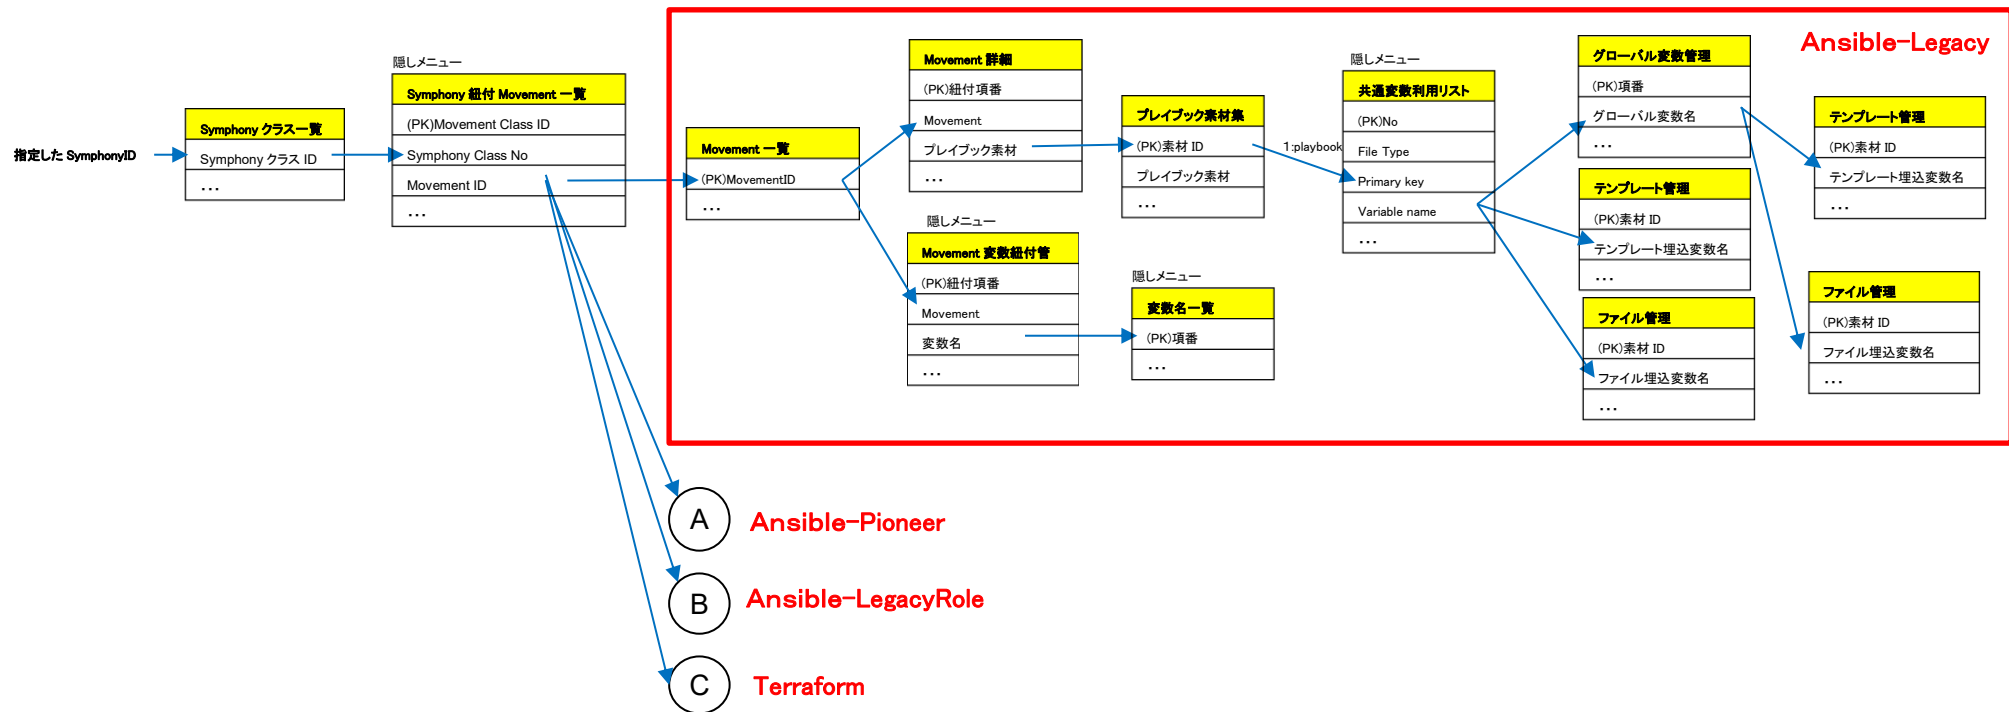 指定した SymphonyID
Symphony クラス一覧
Symphony クラス ID
...
隠しメニュー
Symphony 紐付 Movement 一覧
(PK)Movement Class ID
Symphony Class No
Movement ID
...
Ansible-Legacy
Movement 一覧
(PK)MovementID
...
Movement 詳細
(PK)紐付項番
Movement
プレイブック素材
...
隠しメニュー
Movement 変数紐付管
(PK)紐付項番
Movement
変数名
...
プレイブック素材集
(PK)素材 ID
プレイブック素材
...
隠しメニュー
変数名一覧
(PK)項番
...
1:playbook
隠しメニュー
共通変数利用リスト
(PK)No
File Type
Primary key
Variable name
...
グローバル変数管理
(PK)項番
グローバル変数名
...
テンプレート管理
(PK)素材 ID
テンプレート埋込変数名
...
ファイル管理
(PK)素材 ID
ファイル埋込変数名
...
テンプレート管理
(PK)素材 ID
テンプレート埋込変数名
...
ファイル管理
(PK)素材 ID
ファイル埋込変数名
...
A
Ansible-Pioneer
B
Ansible-LegacyRole
C
Terraform